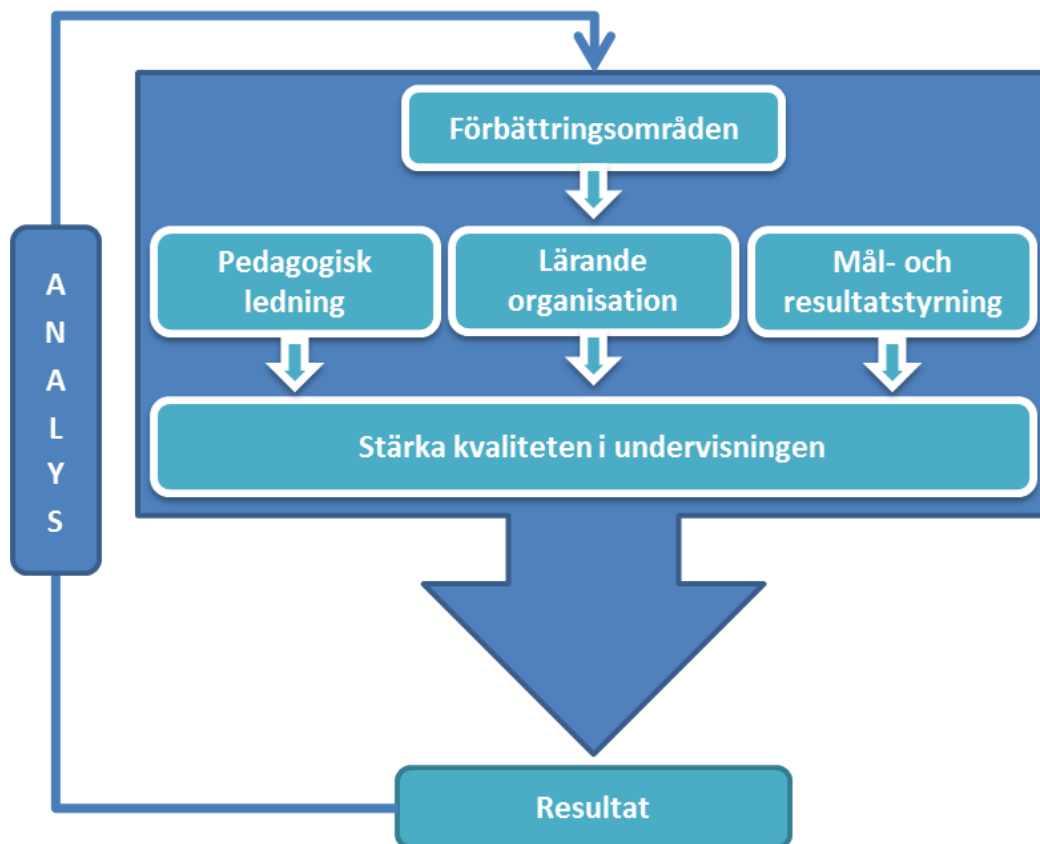 Förbättringsområden
Pedagogisk
ledning
Lärande
organisation
Mål- och
resultatstyrning
Stärka kvaliteten i undervisningen
A
N
A
L
Y
S
Resultat